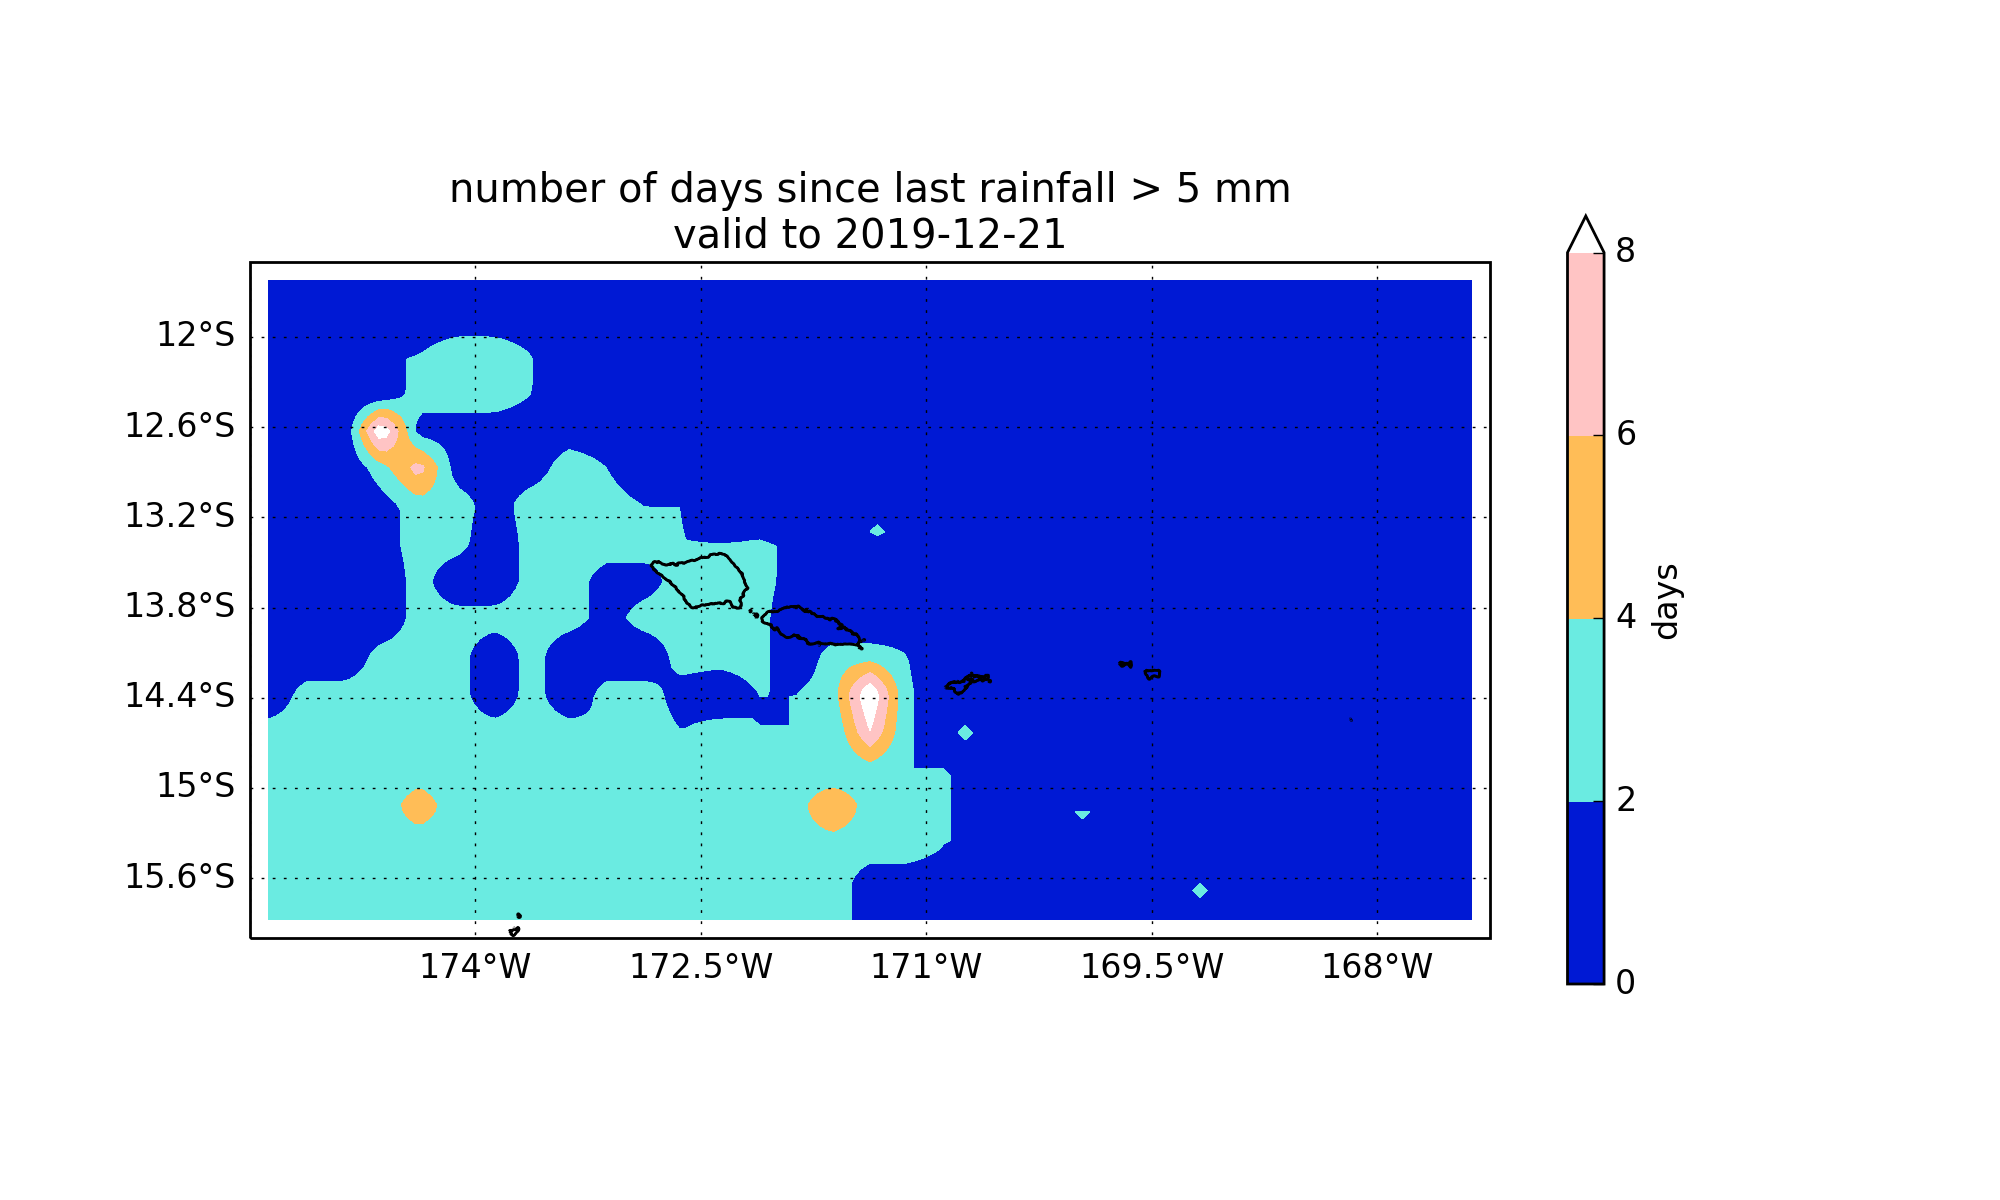 number of days since last rainfall > 5 mm
valid to 2019-12-21
12°S
12.6°S
13.2°S
13.8°S
14.4°S
15°S
15.6°S
174°W
172.5°W
171°W
169.5°W
168°W
8
6
4
2
0
days